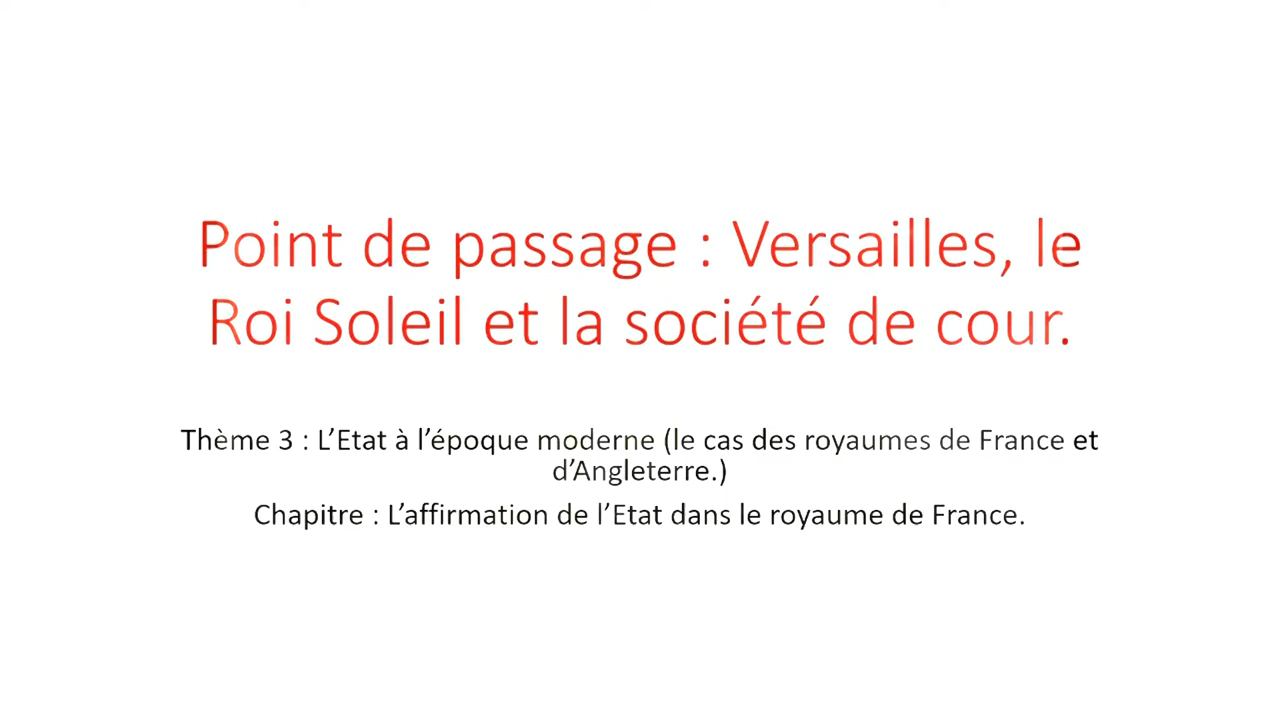 Point de passage : Versailles, le
Roi Soleil et la société de cour.
Thème 3 : L’Etat à l’époque moderne (le cas des royaumes de France et
d’Angleterre.)
Chapitre : L’affirmation de l’Etat dans le royaume de France.